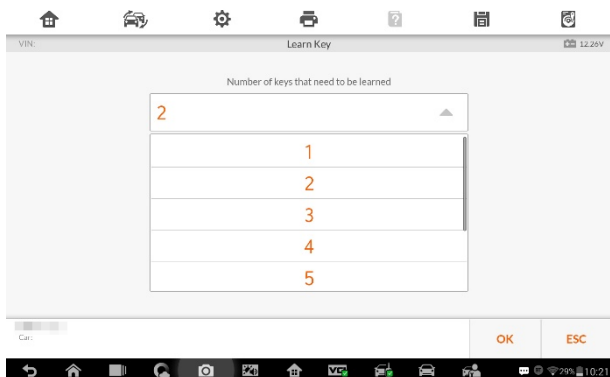 VIN:
Learn Key
12.26V
Number of keys that need to be learned
2
1
2
3
4
5
Car:
OK
ESC
29%
10:21